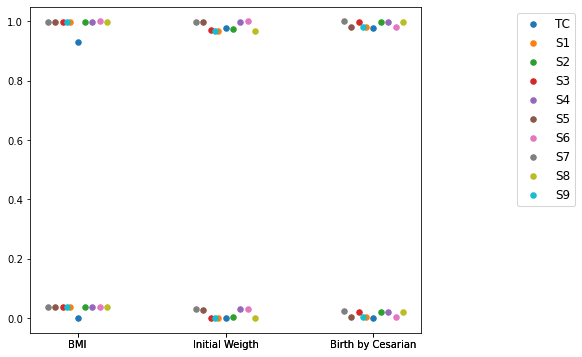 1.0
0.8
0.6
0.4
0.2
0.0
BMI
Initial Weigth
Birth by Cesarian
TC
S1
S2
S3
S4
S5
S6
S7
S8
S9